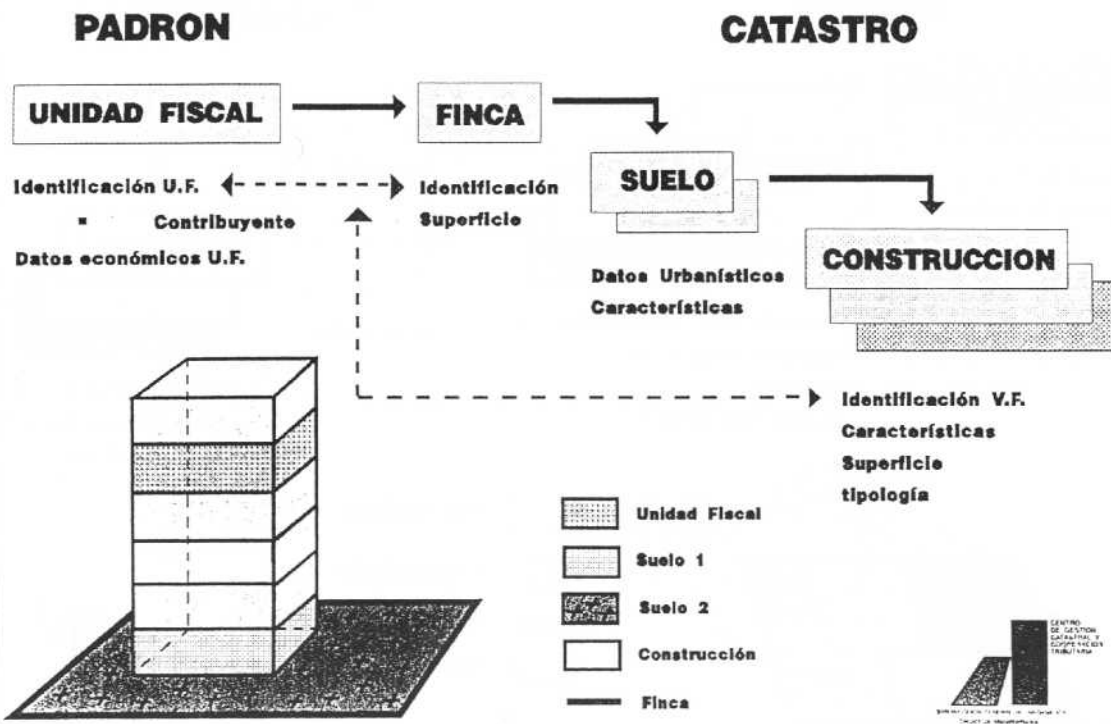 PADRON
CATASTRO
UNIDAD FISCAL
FINCA
SUELO
CONSTRUCCION
Identificación U.F.
Contribuyente
Datos económicos U.F.
Identificación
Superficie
Datos Urbanísticos
Características
Identificación V.F.
Características
Superficie
tipología
Unidad Fiscal
Suelo 1
Suelo 2
Construcción
Finca
CENTRO
DE GESTION
CATASTRAL Y
COOPERACION
TRIBUTARIA